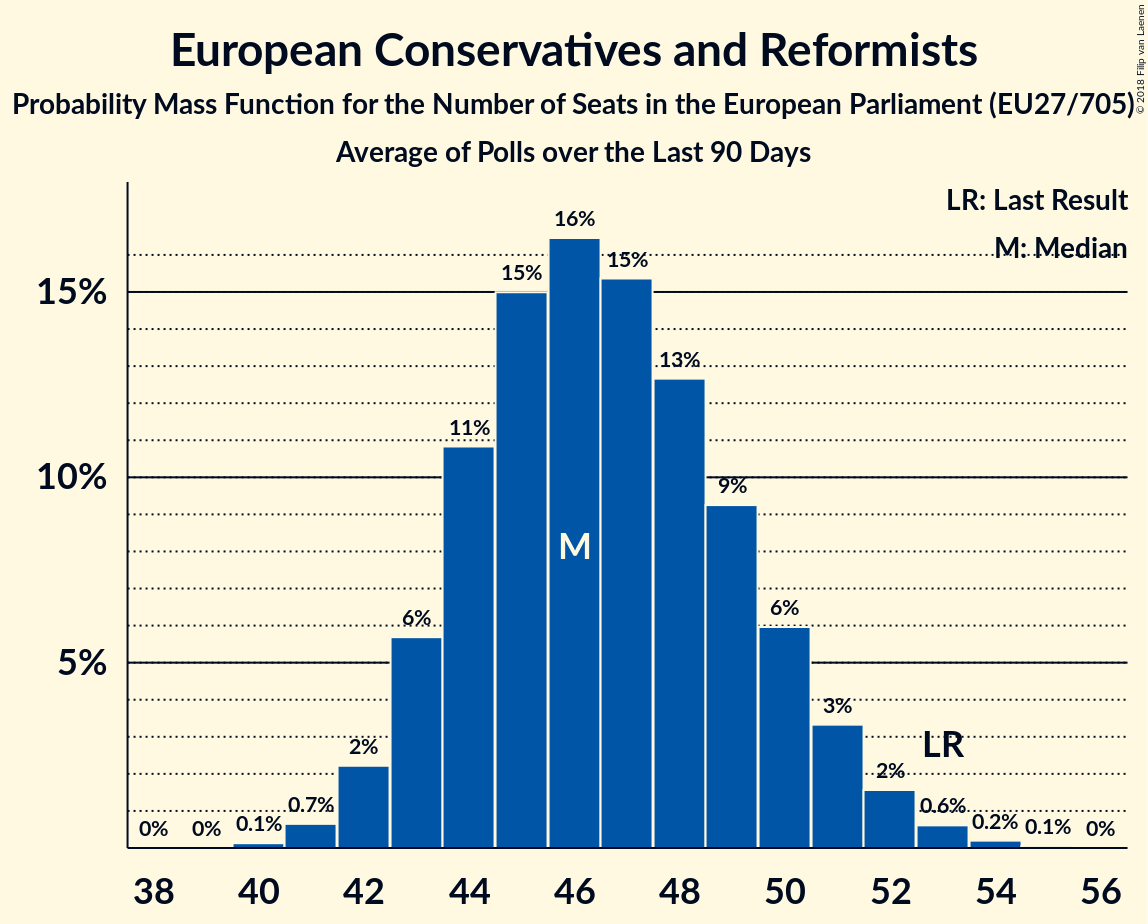 European Conservatives and Reformists
Probability Mass Function for the Number of Seats in the European Parliament (EU27/705)
Average of Polls over the Last 90 Days
© 2018 Filip van Laenen
LR: Last Result
M: Median
15%
10%
5%
0%
0%
0.1%
0.7%
2%
6%
11%
15%
16%
15%
13%
9%
6%
3%
2%
0.6%
0.2%
0.1%
0%
M
LR
38 40 42 44 46 48 50 52 54 56